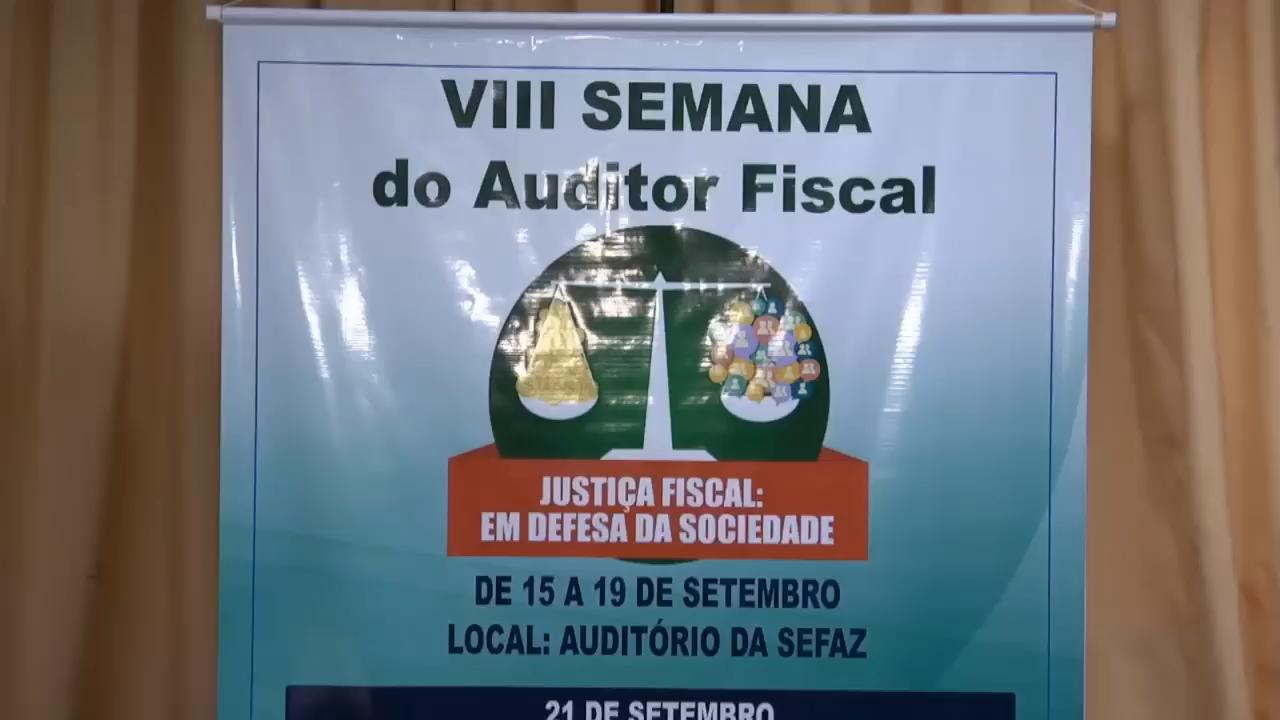 VIII SEMANA
do Auditor Fiscal
JUSTIÇA FISCAL:
EM DEFESA DA SOCIEDADE
DE 15 A 19 DE SETEMBRO
LOCAL: AUDITÓRIO DA SEFAZ
21 DE SETEMBRO